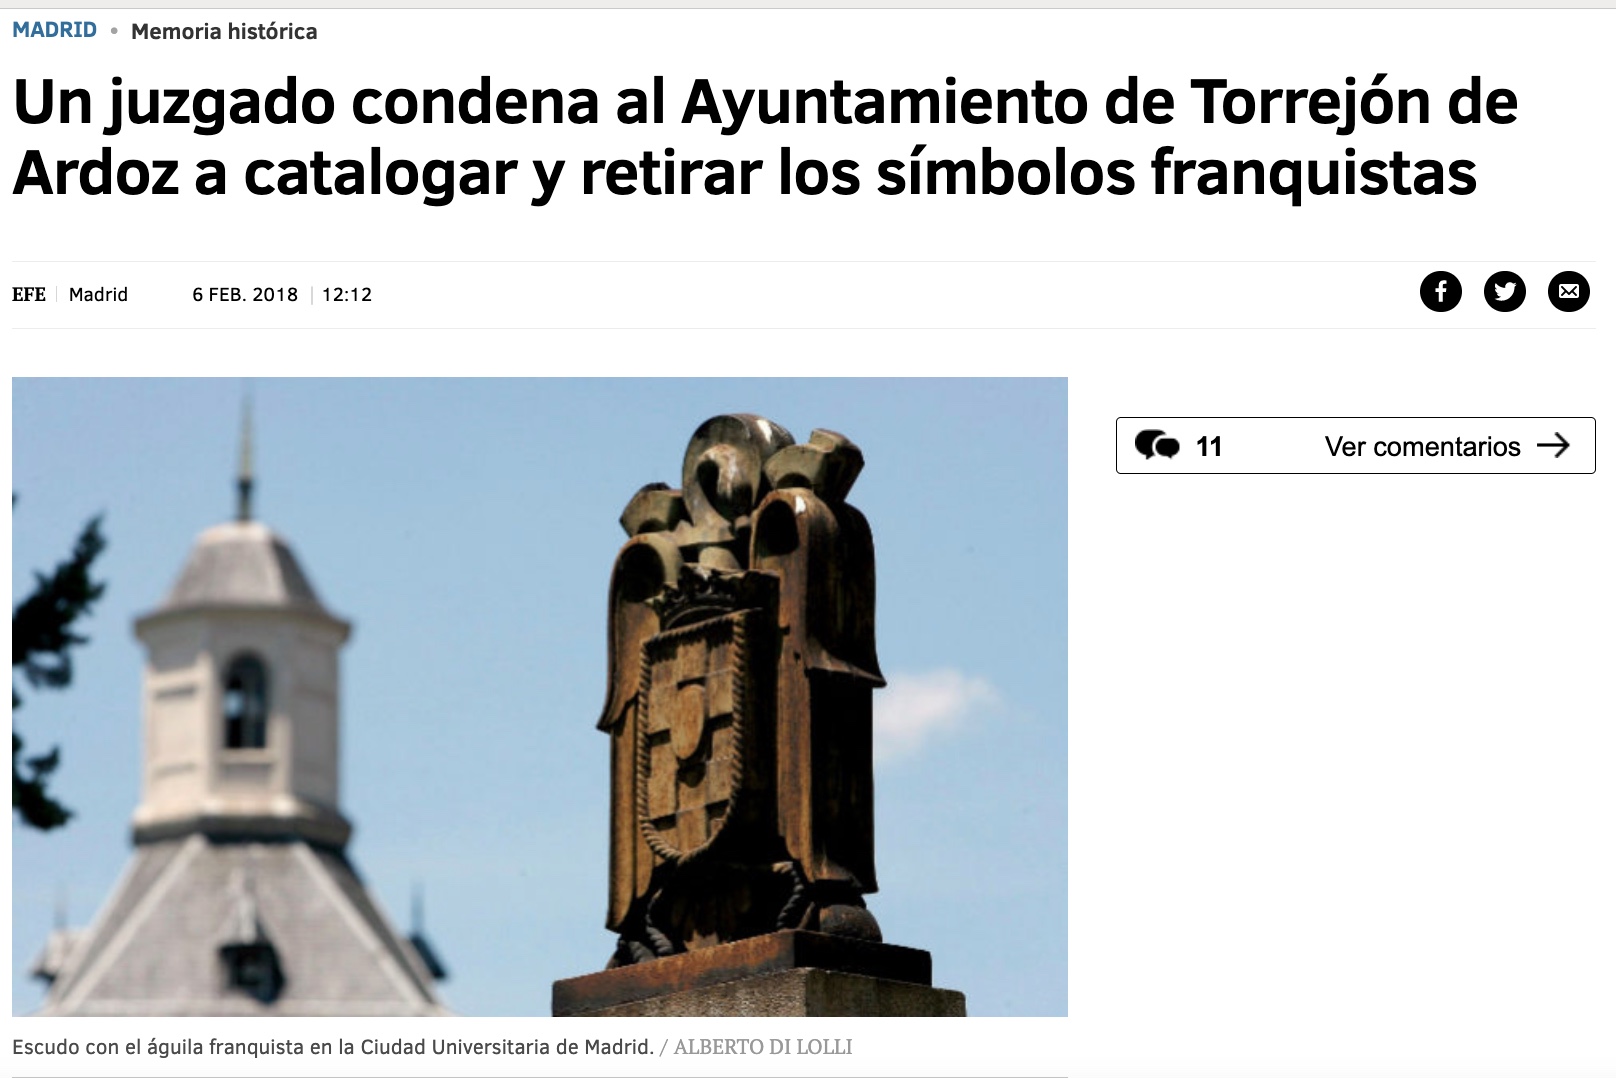 MADRID • Memoria histórica
Un juzgado condena al Ayuntamiento de Torrejón de
Ardoz a catalogar y retirar los símbolos franquistas
EFE | Madrid 6 FEB. 2018 | 12:12
11 Ver comentarios →
Escudo con el águila franquista en la Ciudad Universitaria de Madrid. / ALBERTO DI LOLLI